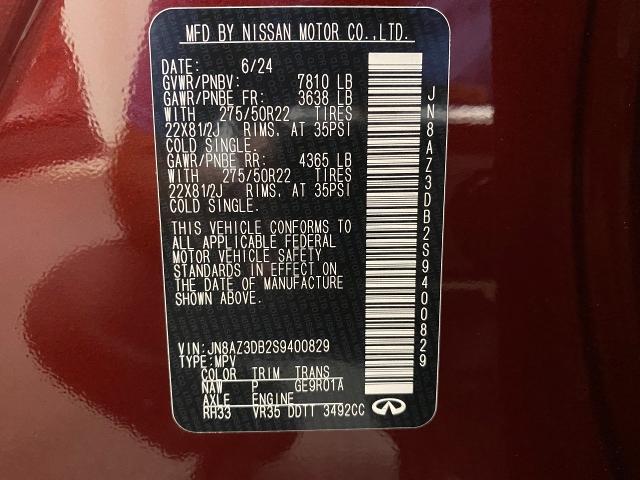 MFD BY NISSAN MOTOR CO.,LTD.
DATE: 6/24
GVWR/PNBV: 7810 LB
GAWR/PNBE FR: 3638 LB
WITH 275/50R22 TIRES
22X81/2J RIMS, AT 35PSI
COLD SINGLE.
GAWR/PNBE RR: 4365 LB
WITH 275/50R22 TIRES
22X81/2J RIMS, AT 35PSI
COLD SINGLE.
THIS VEHICLE CONFORMS TO
ALL APPLICABLE FEDERAL
MOTOR VEHICLE SAFETY
STANDARDS IN EFFECT ON
THE DATE OF MANUFACTURE
SHOWN ABOVE.
VIN: JN8AZ3DB2S9400829
TYPE: MPV
COLOR TRIM TRANS
NAW P GE9R01A
AXLE ENGINE
RH33 VR35 DDTT 3492CC
JN8AZ3DB2S9400829